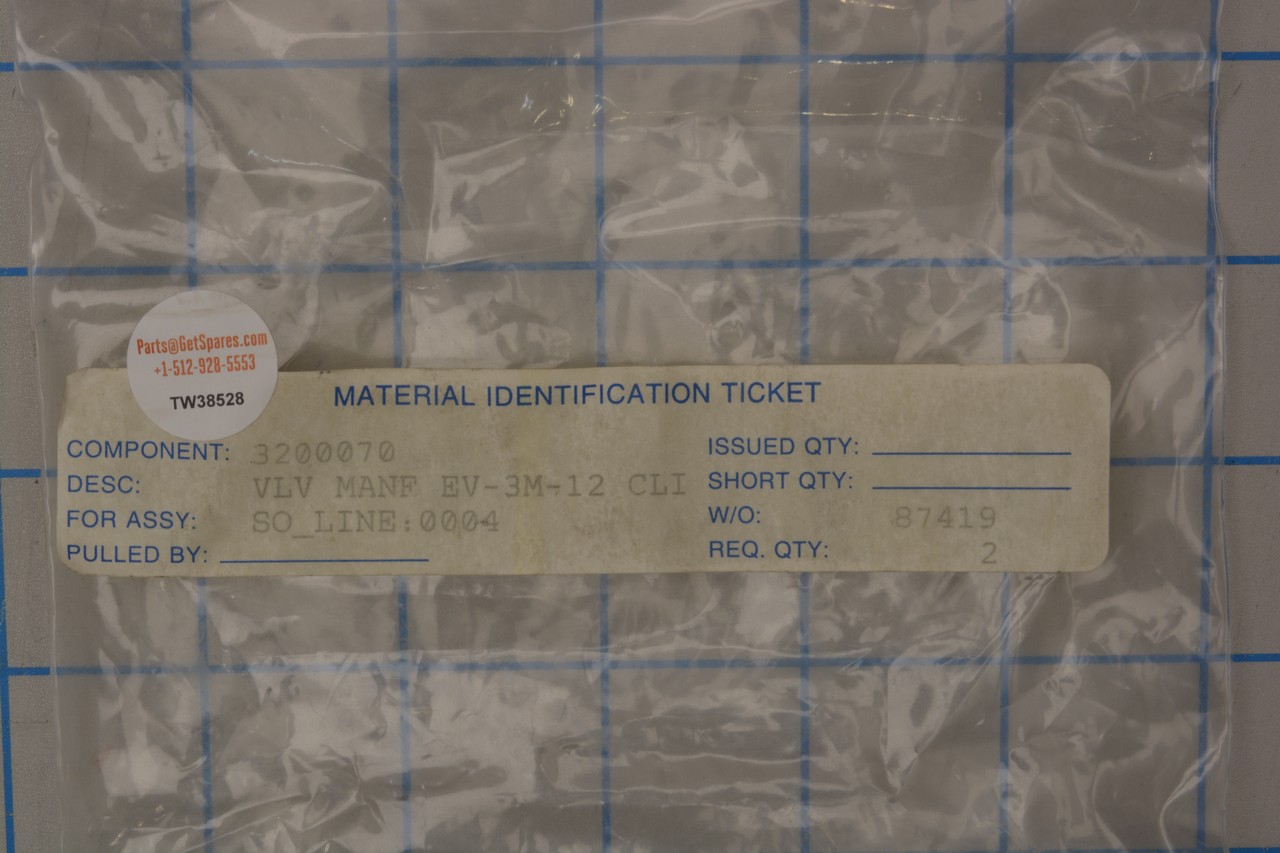 Parts@GetSpares.com
+1-512-928-5553
TW38528
MATERIAL IDENTIFICATION TICKET
COMPONENT: 3200070
DESC: VLV MANF EV-3M-12 CLI
FOR ASSY: SO_LINE:0004
PULLED BY:
ISSUED QTY:
SHORT QTY:
W/O: 87419
REQ. QTY: 2